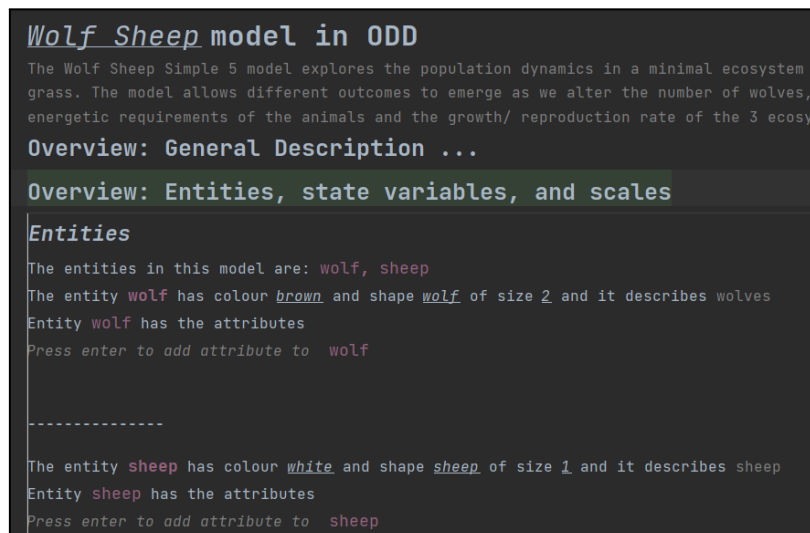 Wolf Sheep model in ODD
The Wolf Sheep Simple 5 model explores the population dynamics in a minimal ecosystem
grass. The model allows different outcomes to emerge as we alter the number of wolves,
energetic requirements of the animals and the growth/ reproduction rate of the 3 ecosy
Overview: General Description ...
Overview: Entities, state variables, and scales
Entities
The entities in this model are: wolf, sheep
The entity wolf has colour brown and shape wolf of size 2 and it describes wolves
Entity wolf has the attributes
Press enter to add attribute to wolf
---------------
The entity sheep has colour white and shape sheep of size 1 and it describes sheep
Entity sheep has the attributes
Press enter to add attribute to sheep